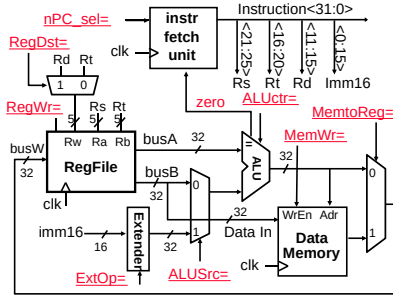 nPC_sel=
instr
fetch
unit
clk
Instruction<31:0>
<21:25>
<16:20>
<11:15>
<0:15>
Rs
Rt
Rd
Imm16
RegDst=
Rd
Rt
1
0
zero
ALUctr=
RegWr=
Rs
Rt
5
5
5
MemtoReg=
busW
32
Rw
Ra
Rb
RegFile
clk
busA
32
busB
32
=
ALU
32
MemWr=
0
1
0
1
imm16
16
Extender
32
32
Data In
WrEn
Adr
Data
Memory
clk
ExtOp=
ALUSrc=